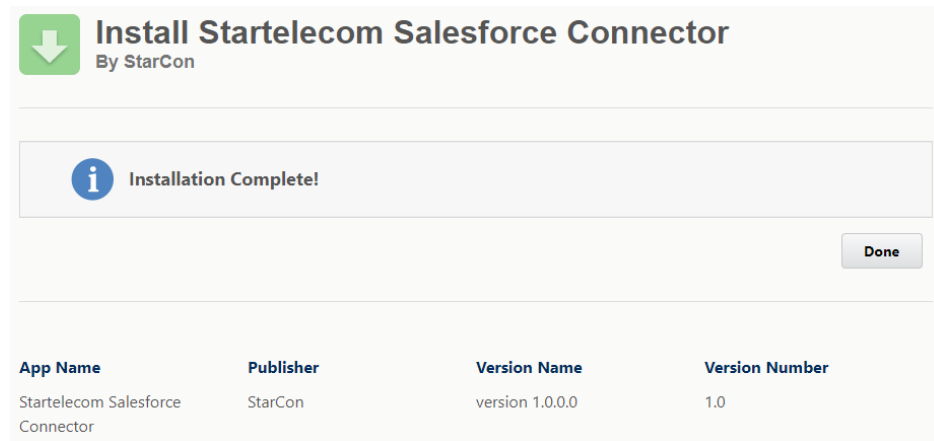 Install Startelecom Salesforce Connector
By StarCon
i Installation Complete!
Done
App Name Publisher Version Name Version Number
Startelecom Salesforce StarCon version 1.0.0.0 1.0
Connector